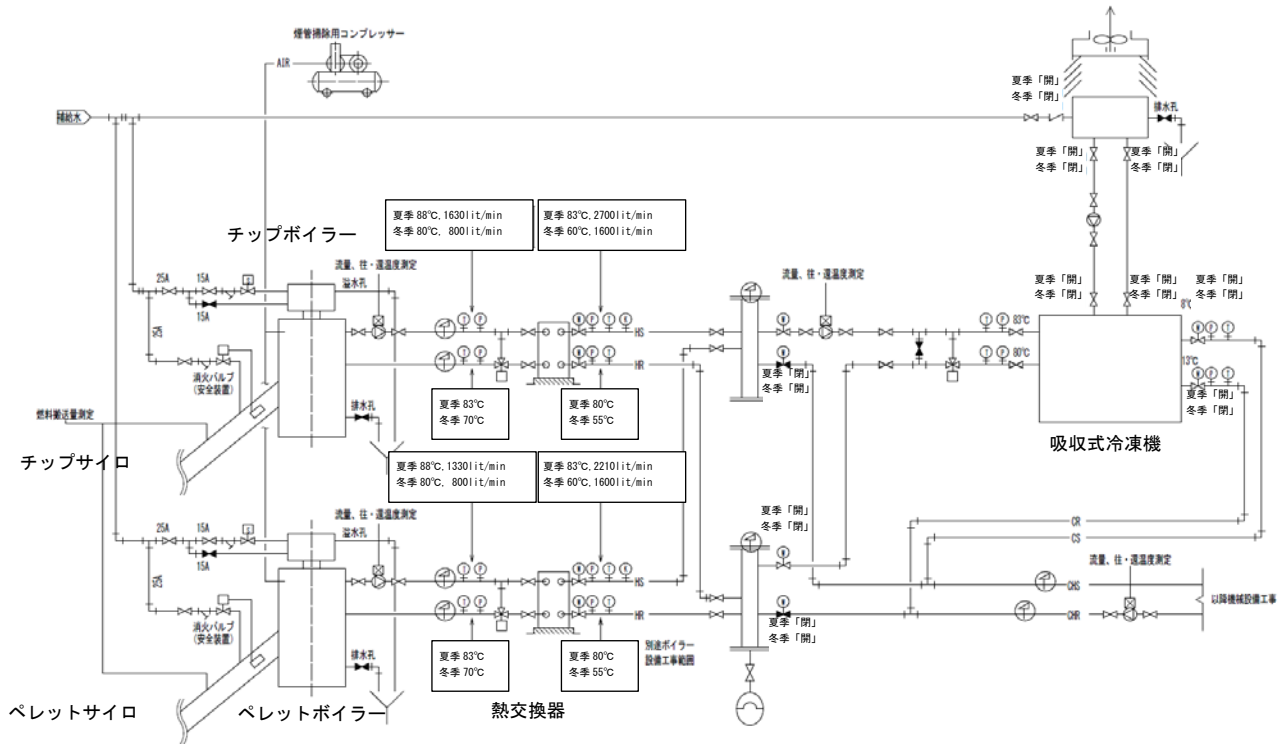 煙管掃除用コンプレッサー
AIR
補給水
夏季「開」
冬季「閉」
排水孔
夏季「開」
冬季「閉」
夏季「開」
冬季「閉」
夏季 88℃, 1630lit/min
冬季 80℃, 800lit/min
夏季 83℃, 2700lit/min
冬季 60℃, 1600lit/min
チップボイラー
流量、往・還温度測定
溢水孔
流量、往・還温度測定
25A
15A
15A
25A
夏季「開」
冬季「閉」
夏季「開」
冬季「閉」
夏季「開」
冬季「閉」
8℃
T
P
M
P
T
K
HS
M
T
P
83℃
M
P
T
T
P
M
P
T
HR
M
T
P
80℃
13℃
M
P
T
消火バルブ
(安全装置)
夏季「閉」
冬季「開」
夏季「開」
冬季「閉」
夏季 83℃
冬季 70℃
夏季 80℃
冬季 55℃
排水孔
燃料搬送量測定
チップサイロ
吸収式冷凍機
夏季 88℃, 1330lit/min
冬季 80℃, 800lit/min
夏季 83℃, 2210lit/min
冬季 60℃, 1600lit/min
流量、往・還温度測定
溢水孔
25A
15A
15A
25A
夏季「開」
冬季「閉」
CR
CS
M
流量、往・還温度測定
T
P
M
P
T
K
HS
CHS
T
P
M
P
T
HR
M
CHR
以降機械設備工事
消火バルブ
(安全装置)
夏季「閉」
冬季「開」
別途ボイラー
設備工事範囲
夏季 83℃
冬季 70℃
夏季 80℃
冬季 55℃
排水孔
ペレットサイロ
ペレットボイラー
熱交換器